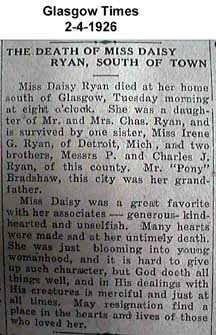 Glasgow Times
2-4-1926
THE DEATH OF MISS DAISY
RYAN, SOUTH OF TOWN
Miss Daisy Ryan died at her home
south of Glasgow, Tuesday morning
at eight o'clock. She was a daugh-
ter of Mr. and Mrs. Chas. Ryan, and
is survived by one sister, Miss Irene
G. Ryan, of Detroit, Mich, and two
brothers, Messrs P. and Charles J.
Ryan, of this county. Mr. "Pony"
Bradshaw, this city was her grand-
father.
Miss Daisy was a great favorite
with her associates — generous- kind-
hearted and unselfish. Many hearts
were made sad at her untimely death.
She was just blooming into young
womanhood, and it is hard to give
up such character, but God doeth all
things well, and in His dealings with
His creatures is merciful and just at
all times. May resignation find a
place in the hearts and lives of those
who loved her.